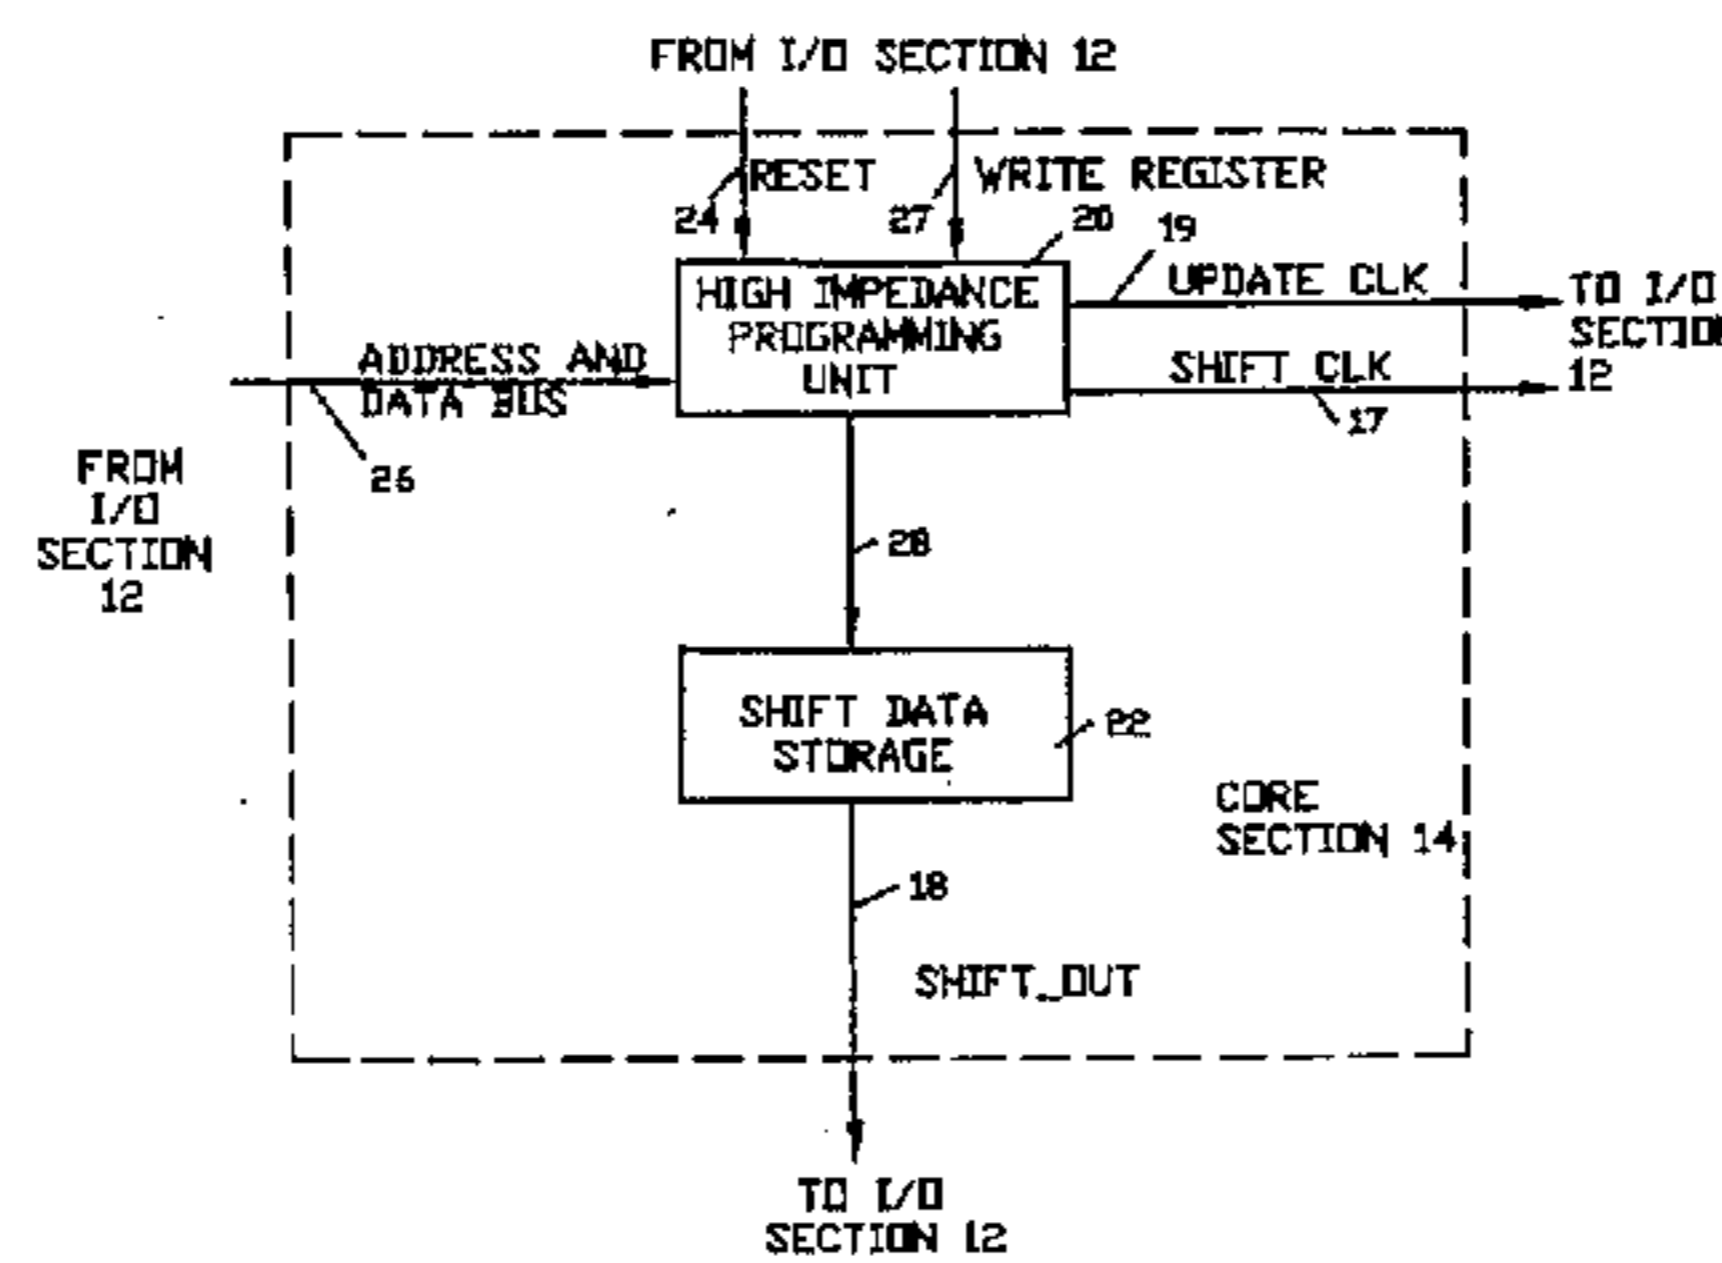 FROM I/O SECTION 12
RESET
WRITE REGISTER
24
27
20
19
HIGH IMPEDANCE
PROGRAMMING
UNIT
UPDATE CLK
TO I/O
SECTION
12
SHIFT CLK
17
ADDRESS AND
DATA BUS
26
FROM
I/O
SECTION
12
28
SHIFT DATA
STORAGE
22
CORE
SECTION 14
18
SHIFT_OUT
TO I/O
SECTION 12